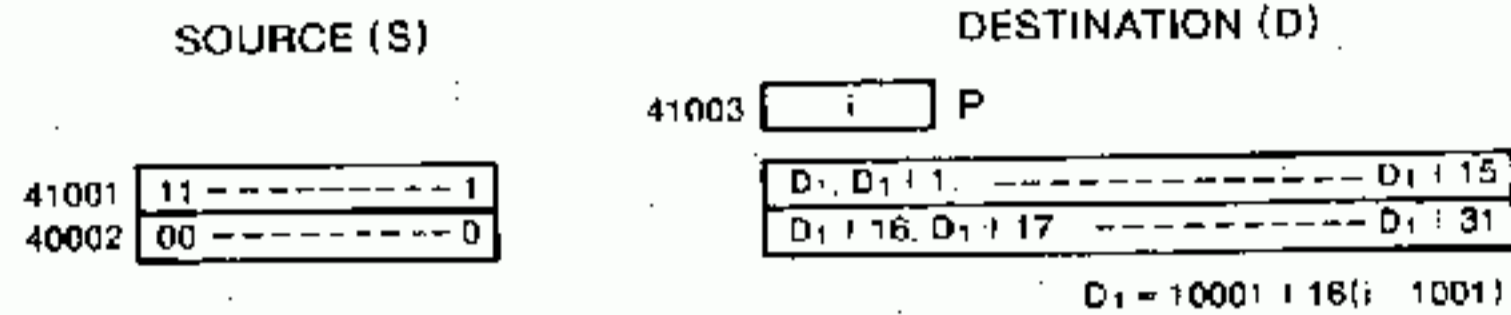 SOURCE (S)
DESTINATION (D)
41003 i P
41001 11 ----------- 1
40002 00 ----------- 0
D1, D1 + 1, --------------- D1 + 15
D1 + 16, D1 + 17 ------------- D1 + 31
D1 = 10001 + 16(i 1001)